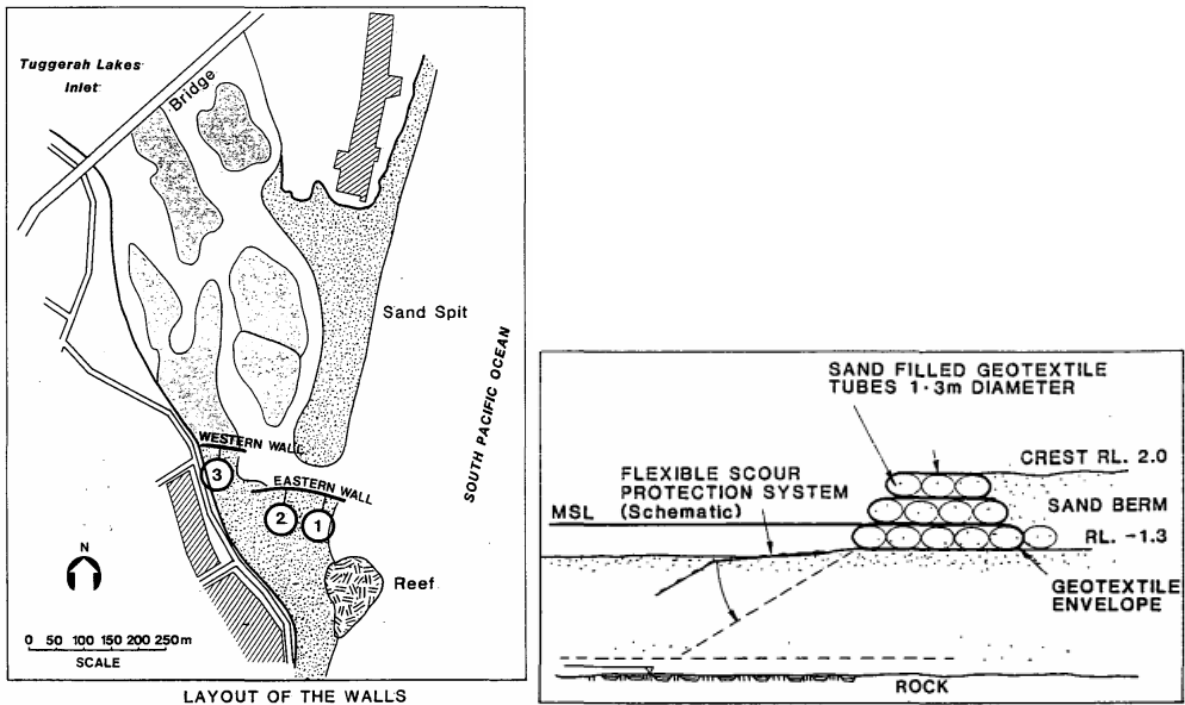 Tuggerah Lakes
Inlet
Bridge
Sand Spit
SOUTH PACIFIC OCEAN
WESTERN WALL
3
EASTERN WALL
2
1
N
Reef
0 50 100 150 200 250m
SCALE
LAYOUT OF THE WALLS
SAND FILLED GEOTEXTILE
TUBES 1·3m DIAMETER
CREST RL. 2.0
FLEXIBLE SCOUR
PROTECTION SYSTEM
(Schematic)
MSL
SAND BERM
RL. -1.3
GEOTEXTILE
ENVELOPE
ROCK